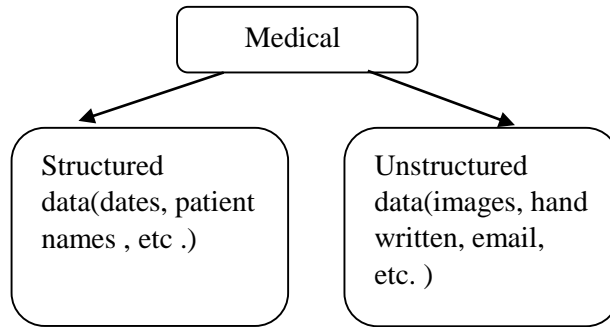 Medical
Structured
data(dates, patient
names , etc .)
Unstructured
data(images, hand
written, email,
etc. )